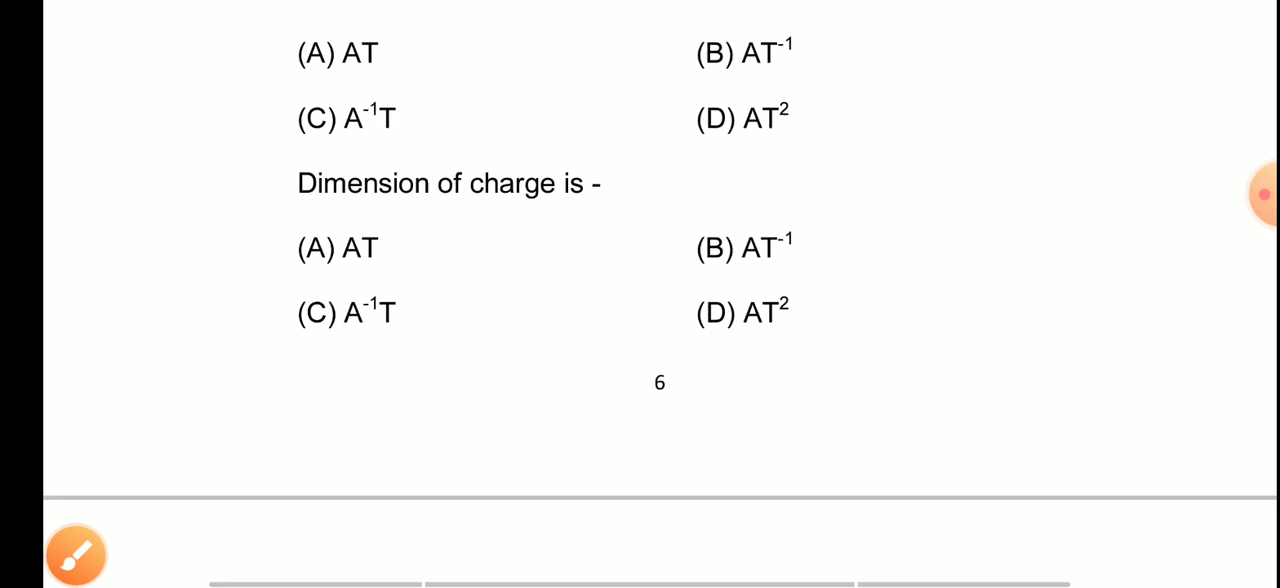 (A) AT (B) AT⁻¹
(C) A⁻¹T (D) AT²
Dimension of charge is -
(A) AT (B) AT⁻¹
(C) A⁻¹T (D) AT²
6